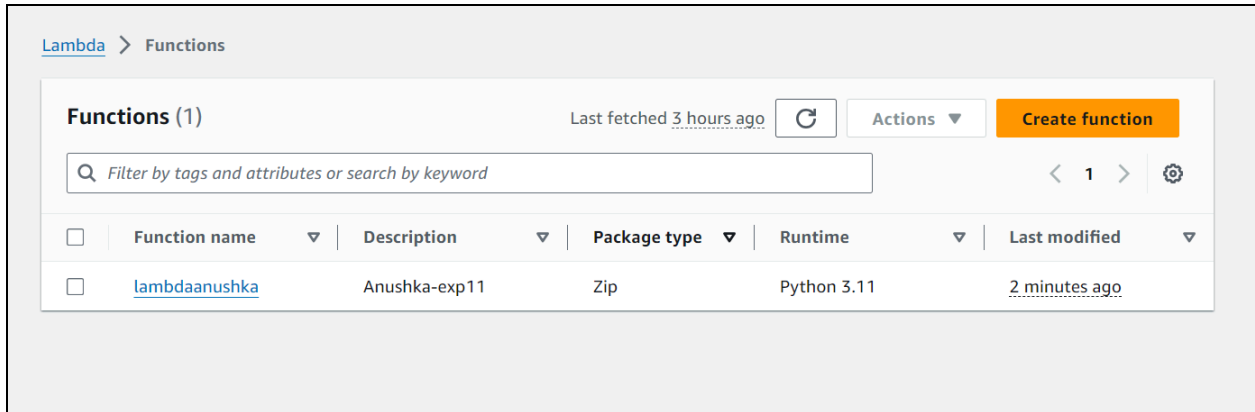 Lambda > Functions
Functions (1) Last fetched 3 hours ago Actions Create function
Filter by tags and attributes or search by keyword < 1 >
Function name Description Package type Runtime Last modified
lambdaanushka Anushka-exp11 Zip Python 3.11 2 minutes ago